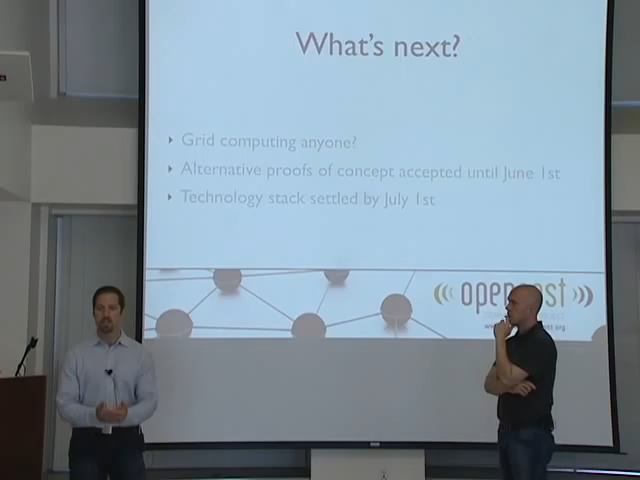 What's next?
Grid computing anyone?
Alternative proofs of concept accepted until June 1st
Technology stack settled by July 1st